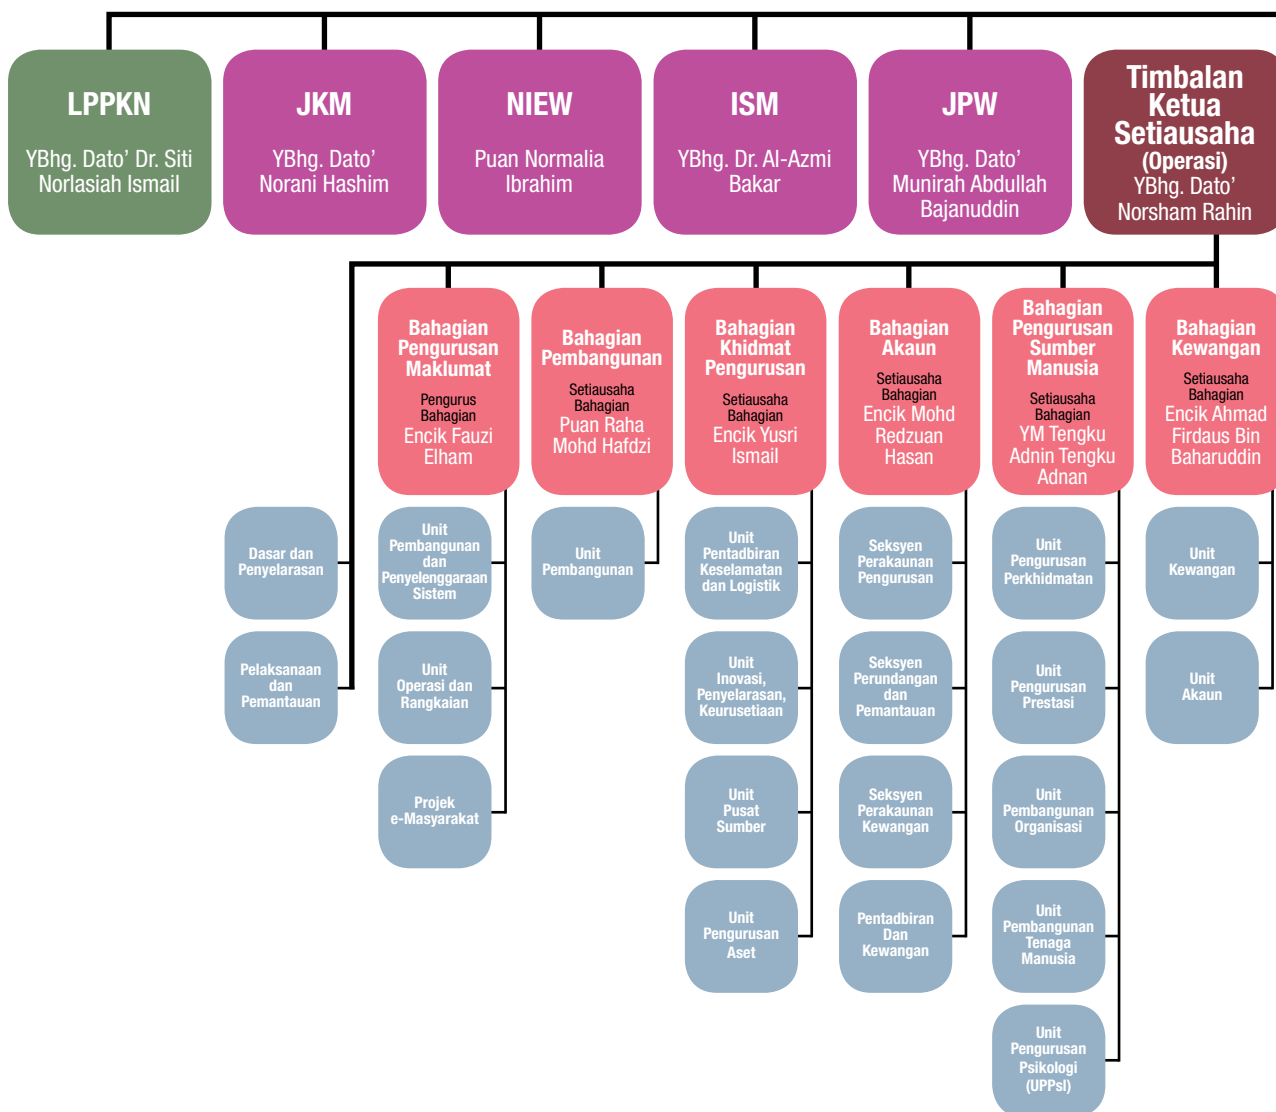 LPPKN
YBhg. Dato' Dr. Siti
Norlasiah Ismail
JKM
YBhg. Dato'
Norani Hashim
NIEW
Puan Normalia
Ibrahim
ISM
YBhg. Dr. Al-Azmi
Bakar
JPW
YBhg. Dato'
Munirah Abdullah
Bajanuddin
Timbalan
Ketua
Setiausaha
(Operasi)
YBhg. Dato'
Norsham Rahin
Bahagian
Pengurusan
Maklumat
Pengurus
Bahagian
Encik Fauzi
Elham
Bahagian
Pembangunan
Setiausaha
Bahagian
Puan Raha
Mohd Hafdzi
Bahagian
Khidmat
Pengurusan
Setiausaha
Bahagian
Encik Yusri
Ismail
Bahagian
Akaun
Setiausaha
Bahagian
Encik Mohd
Redzuan
Hasan
Bahagian
Pengurusan
Sumber
Manusia
Setiausaha
Bahagian
YM Tengku
Adnin Tengku
Adnan
Bahagian
Kewangan
Setiausaha
Bahagian
Encik Ahmad
Firdaus Bin
Baharuddin
Dasar dan
Penyelarasan
Pelaksanaan
dan
Pemantauan
Unit
Pembangunan
dan
Penyelenggaraan
Sistem
Unit
Operasi dan
Rangkaian
Projek
e-Masyarakat
Unit
Pembangunan
Unit
Pentadbiran
Keselamatan
dan Logistik
Unit
Inovasi,
Penyelarasan,
Keurusetiaan
Unit
Pusat
Sumber
Unit
Pengurusan
Aset
Seksyen
Perakaunan
Pengurusan
Seksyen
Perundangan
dan
Pemantauan
Seksyen
Perakaunan
Kewangan
Pentadbiran
Dan
Kewangan
Unit
Pengurusan
Perkhidmatan
Unit
Pengurusan
Prestasi
Unit
Pembangunan
Organisasi
Unit
Pembangunan
Tenaga
Manusia
Unit
Pengurusan
Psikologi
(UPPsI)
Unit
Kewangan
Unit
Akaun